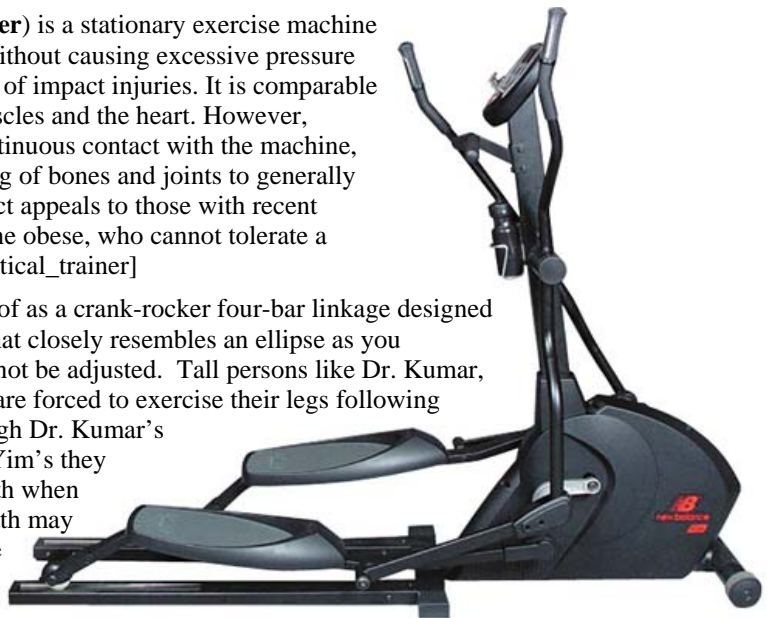 er) is a stationary exercise machine
ithout causing excessive pressure
of impact injuries. It is comparable
scles and the heart. However,
tinuous contact with the machine,
g of bones and joints to generally
ct appeals to those with recent
ne obese, who cannot tolerate a
tical_trainer]
of as a crank-rocker four-bar linkage designed
at closely resembles an ellipse as you
not be adjusted. Tall persons like Dr. Kumar,
are forced to exercise their legs following
gh Dr. Kumar's
Yim's they
th when
ath may
new balance